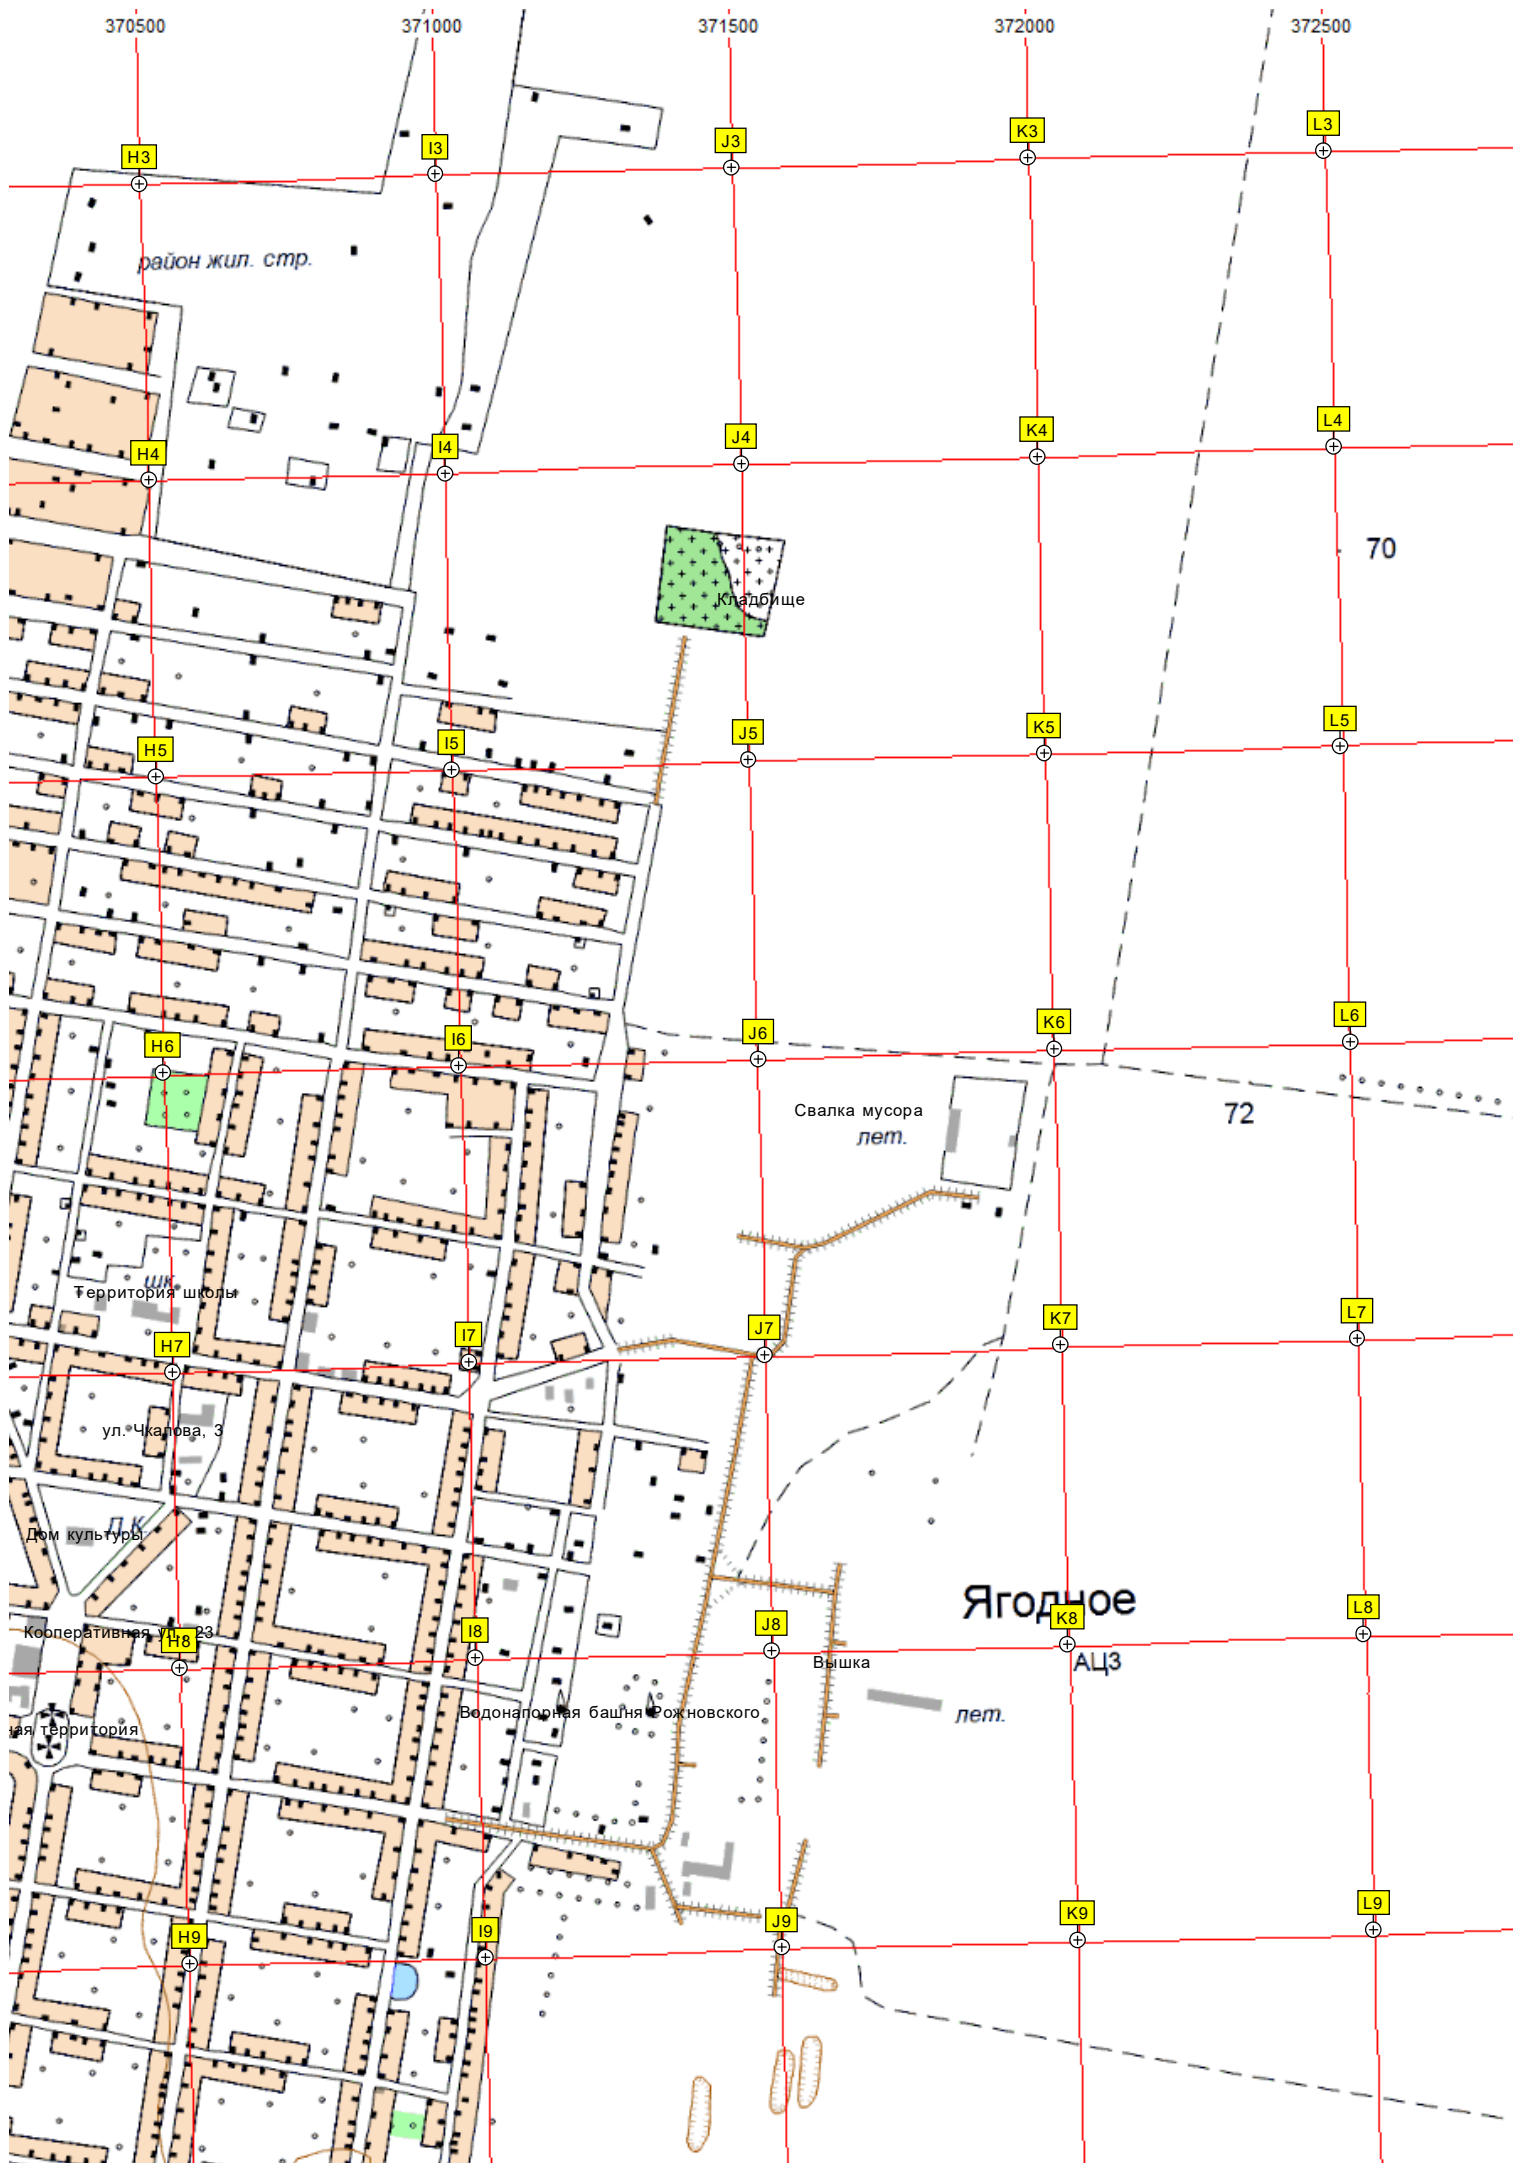 370500 371000 371500 372000 372500
H3 I3 J3 K3 L3
район жил. стр.
H4 I4 J4 K4 L4
70
Кладбище
H5 I5 J5 K5 L5
H6 I6 J6 K6 L6
Свалка мусора
лет.
72
шк.
Территория школы
H7 I7 J7 K7 L7
ул. Чкалова, 3
Д.К.
Дом культуры
Ягодное
Кооперативная ул., 23
H8 I8 J8 K8 L8
АЦЗ
Вышка
Водонапорная башня Рожновского
лет.
ная территория
H9 I9 J9 K9 L9